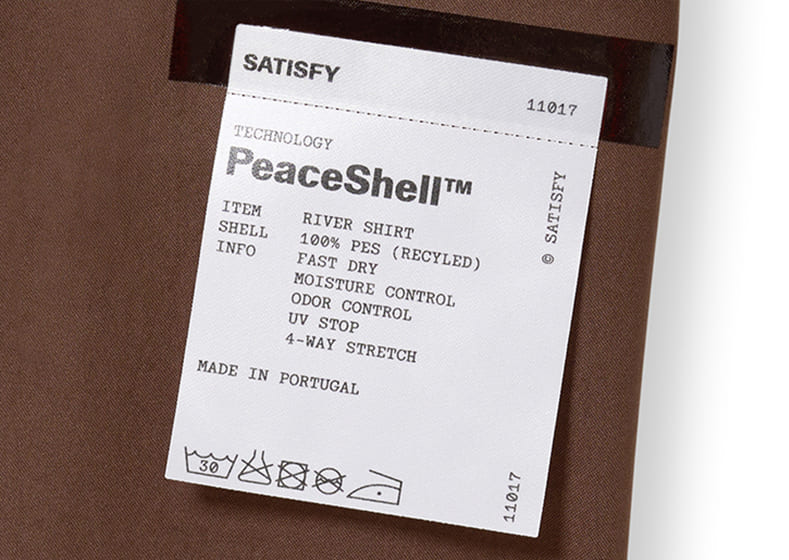 SATISFY
11017
TECHNOLOGY
PeaceShell™
ITEM RIVER SHIRT
SHELL 100% PES (RECYLED)
INFO FAST DRY
MOISTURE CONTROL
ODOR CONTROL
UV STOP
4-WAY STRETCH
MADE IN PORTUGAL
© SATISFY
30
11017